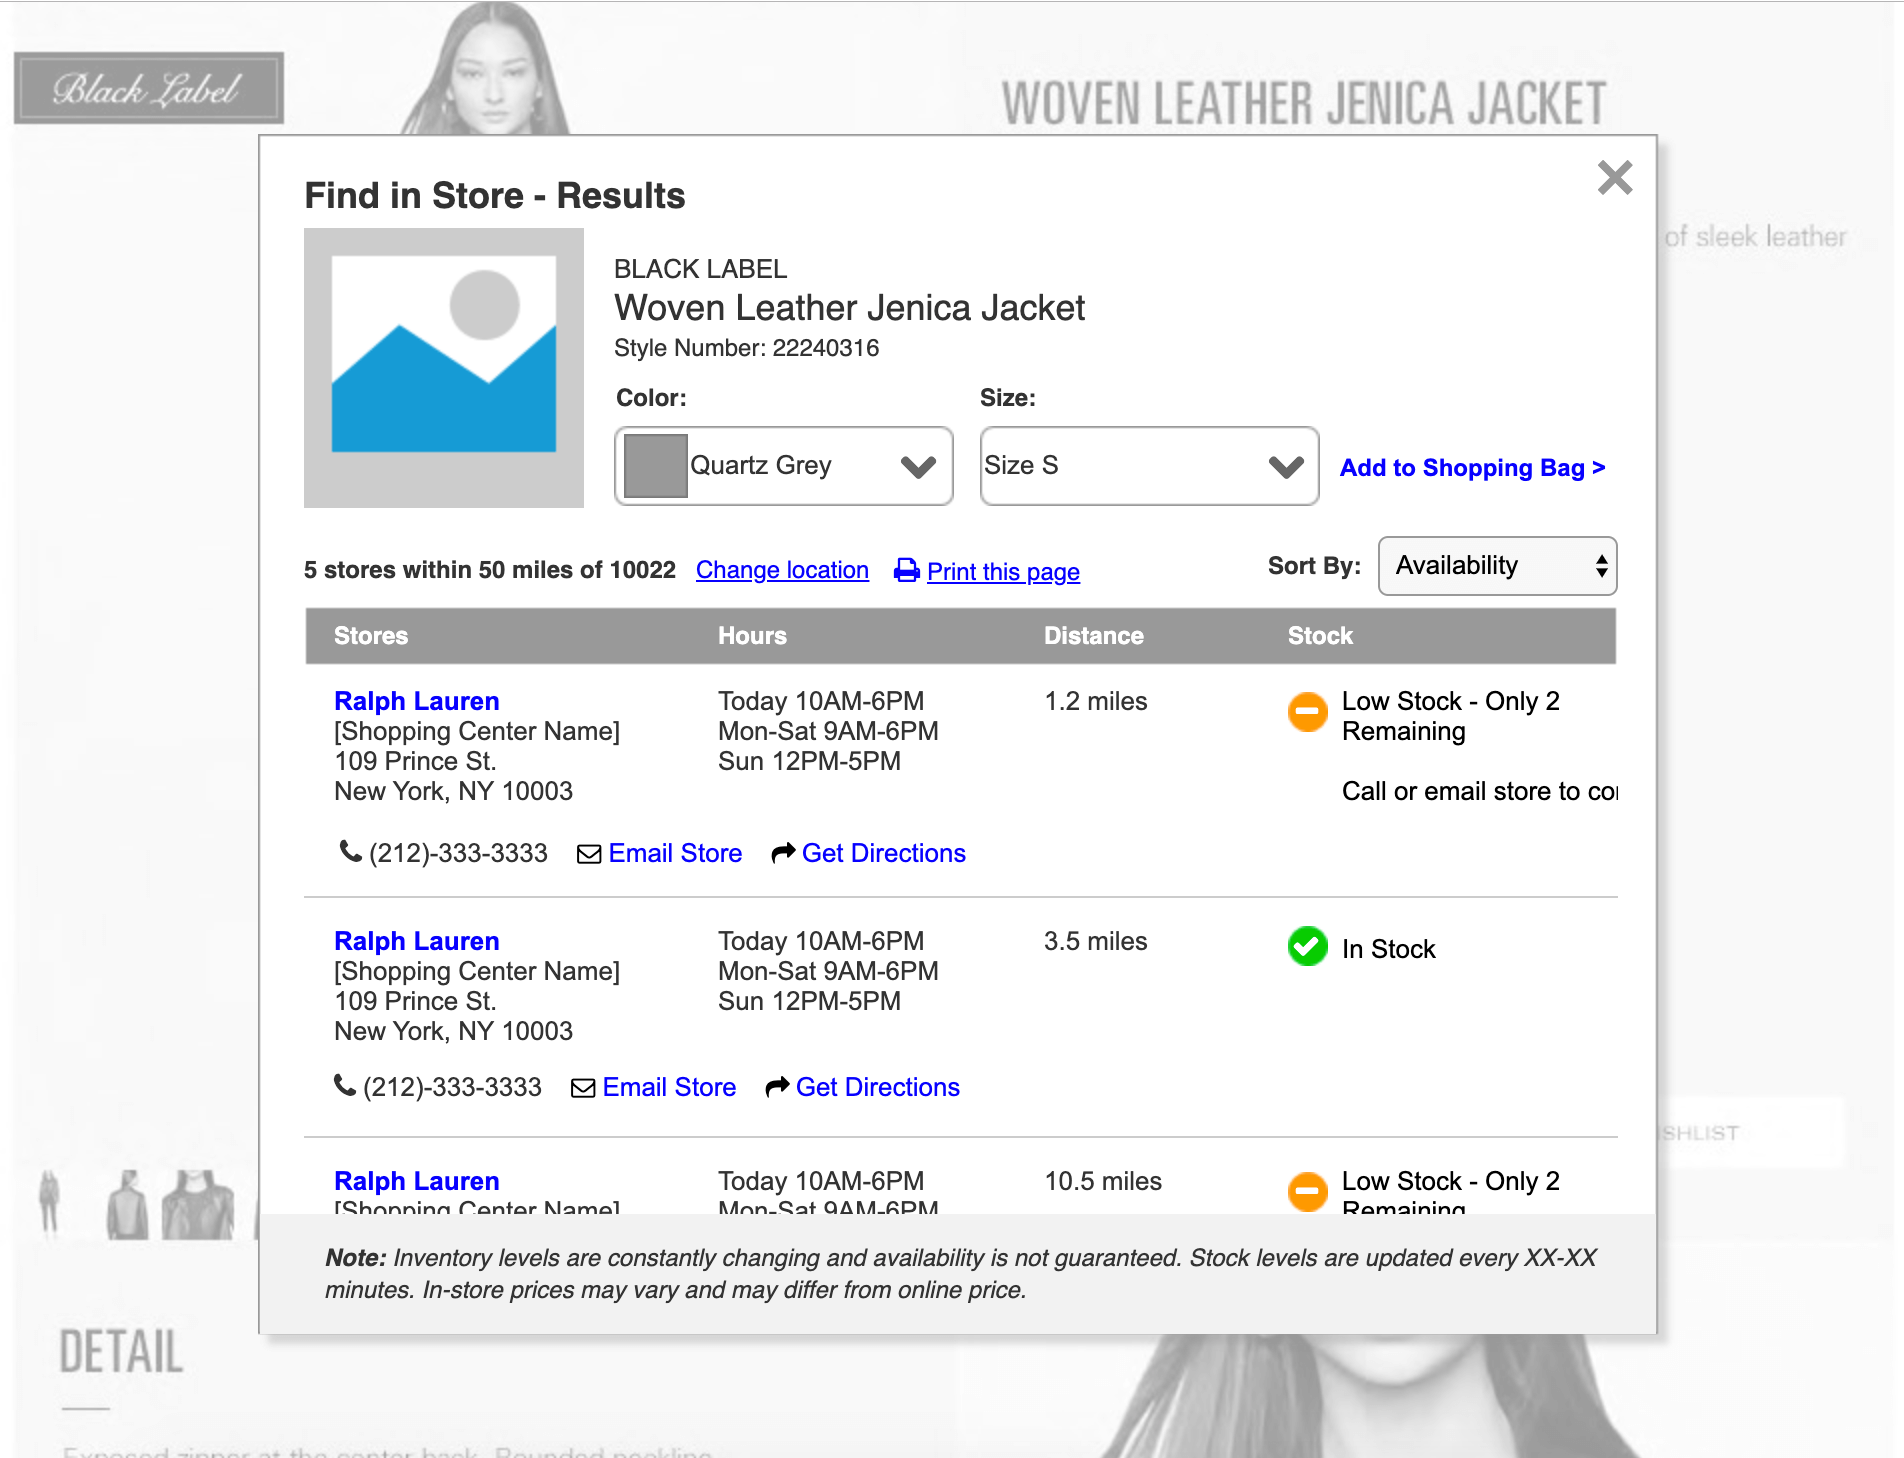 Black Label
WOVEN LEATHER JENICA JACKET
of sleek leather
Find in Store - Results
BLACK LABEL
Woven Leather Jenica Jacket
Style Number: 22240316
Color: Size:
Quartz Grey Size S Add to Shopping Bag >
5 stores within 50 miles of 10022 Change location Print this page Sort By: Availability
Stores Hours Distance Stock
Ralph Lauren Today 10AM-6PM 1.2 miles Low Stock - Only 2
[Shopping Center Name] Mon-Sat 9AM-6PM Remaining
109 Prince St. Sun 12PM-5PM
New York, NY 10003 Call or email store to
(212)-333-3333 Email Store Get Directions
Ralph Lauren Today 10AM-6PM 3.5 miles In Stock
[Shopping Center Name] Mon-Sat 9AM-6PM
109 Prince St. Sun 12PM-5PM
New York, NY 10003
(212)-333-3333 Email Store Get Directions
Ralph Lauren Today 10AM-6PM 10.5 miles Low Stock - Only 2
[Shopping Center Name] Mon-Sat 9AM-6PM Remaining
SHLIST
Note: Inventory levels are constantly changing and availability is not guaranteed. Stock levels are updated every XX-XX
minutes. In-store prices may vary and may differ from online price.
DETAIL
Exposed zipper at the center back. Rounded neckline